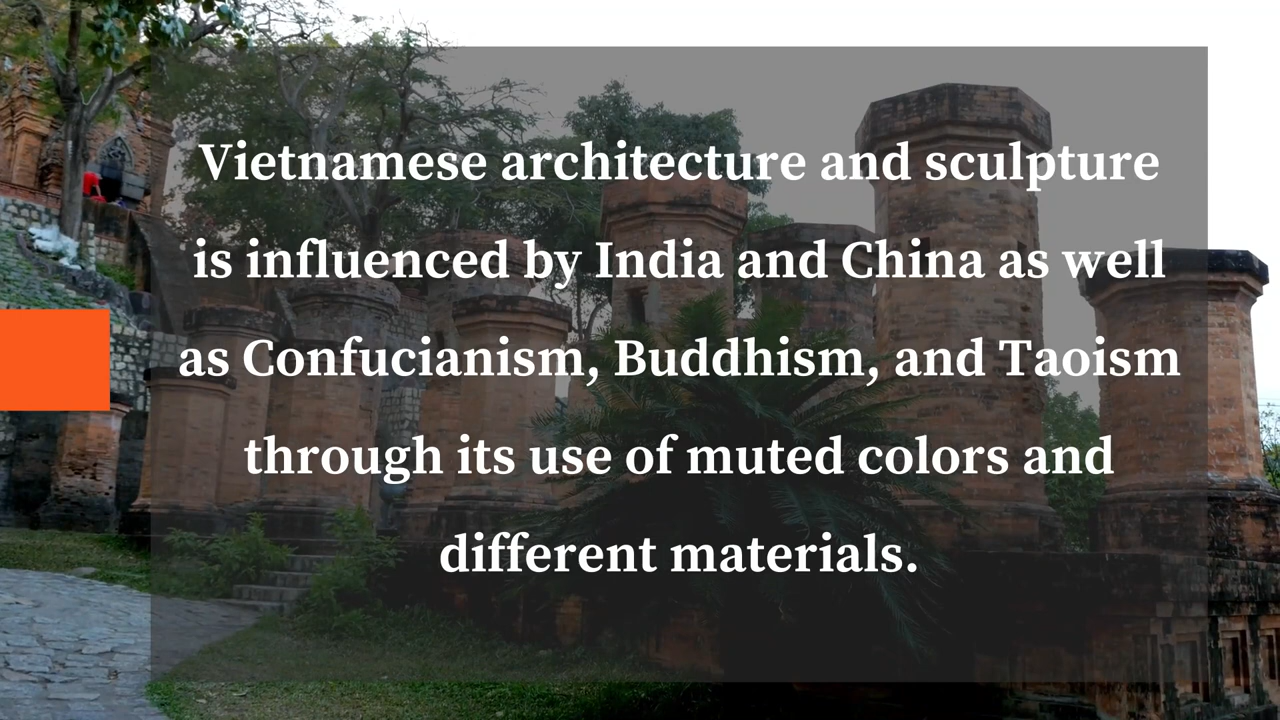 Vietnamese architecture and sculpture
is influenced by India and China as well
as Confucianism, Buddhism, and Taoism
through its use of muted colors and
different materials.